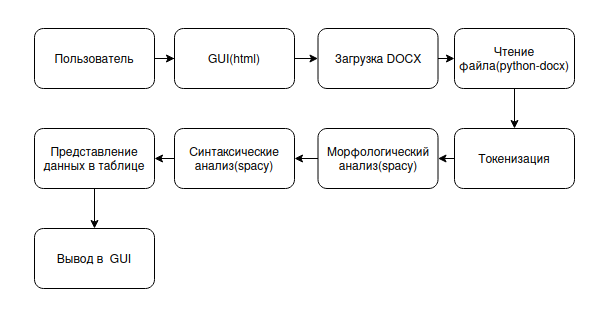 Пользователь
GUI(html)
Загрузка DOCX
Чтение
файла(python-docx)
Токенизация
Морфологический
анализ(spacy)
Синтаксические
анализ(spacy)
Представление
данных в таблице
Вывод в GUI